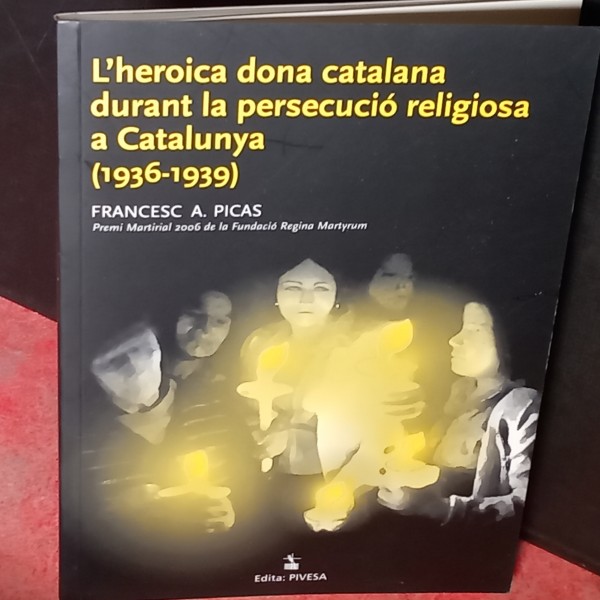 L'heroica dona catalana
durant la persecució religiosa
a Catalunya
(1936-1939)
FRANCESC A. PICAS
Premi Martirial 2006 de la Fundació Regina Martyrum
Edita: PIVESA